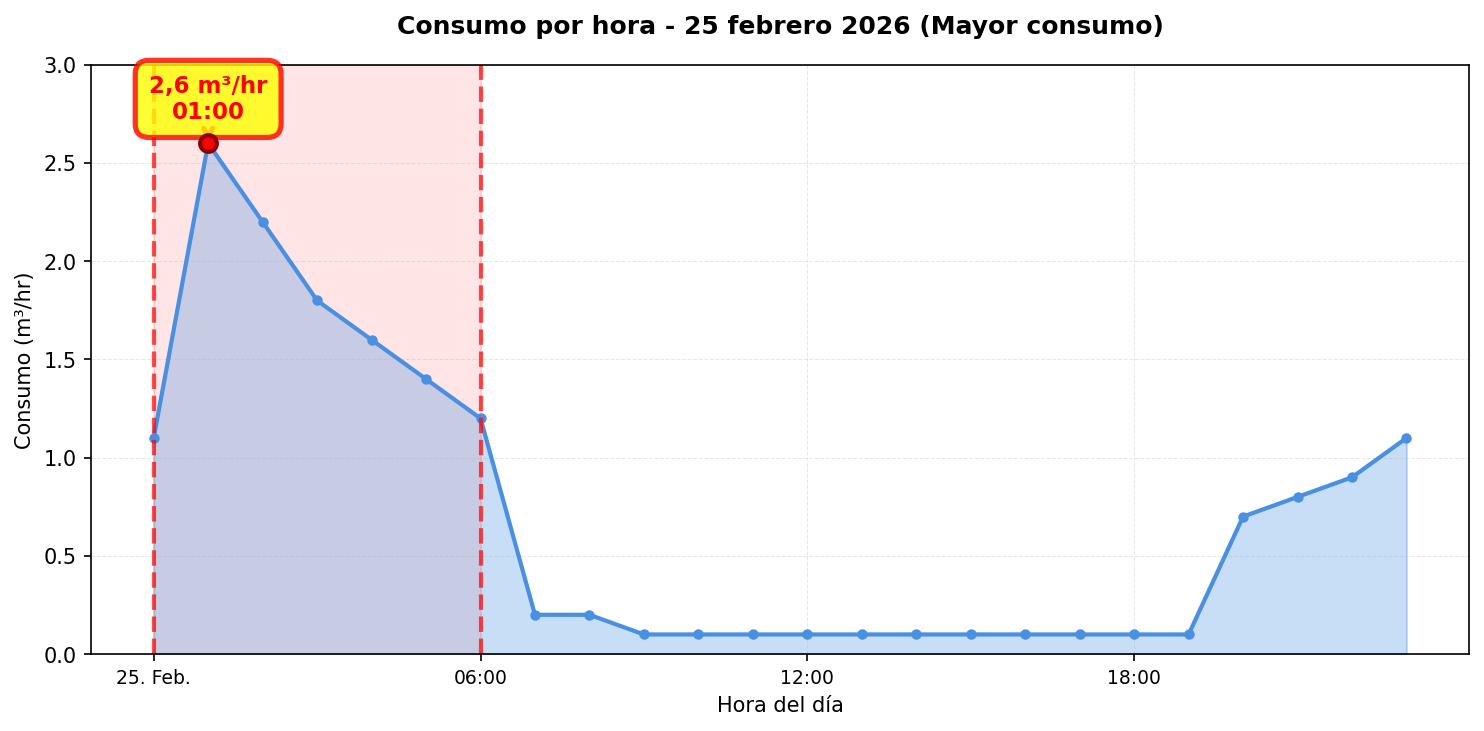 Consumo por hora - 25 febrero 2026 (Mayor consumo)
2,6 m³/hr
01:00
Consumo (m³/hr)
3.0
2.5
2.0
1.5
1.0
0.5
0.0
25. Feb.
06:00
12:00
18:00
Hora del día